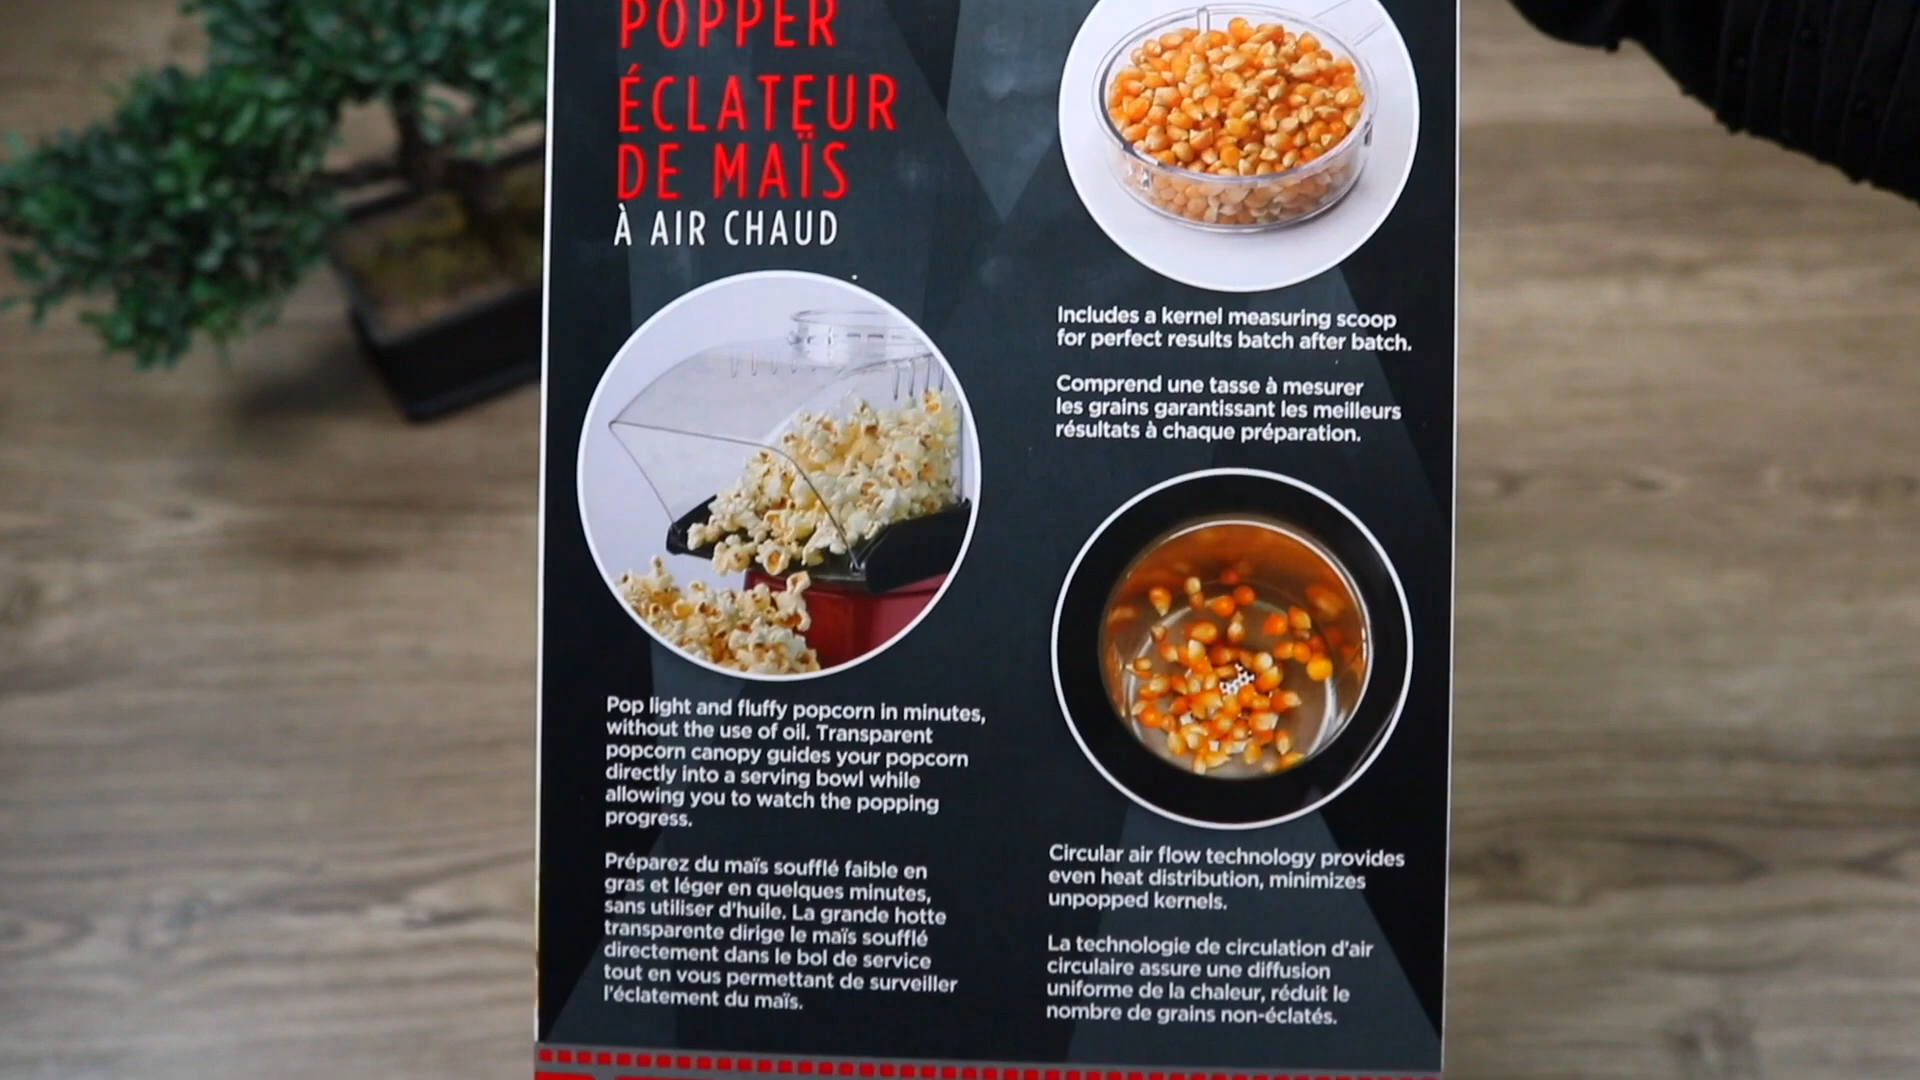 POPPER
ÉCLATEUR
DE MAÏS
À AIR CHAUD
Pop light and fluffy popcorn in minutes,
without the use of oil. Transparent
popcorn canopy guides your popcorn
directly into a serving bowl while
allowing you to watch the popping
progress.
Préparez du maïs soufflé faible en
gras et léger en quelques minutes,
sans utiliser d'huile. La grande hotte
transparente dirige le maïs soufflé
directement dans le bol de service
tout en vous permettant de surveiller
l'éclatement du maïs.
Includes a kernel measuring scoop
for perfect results batch after batch.
Comprend une tasse à mesurer
les grains garantissant les meilleurs
résultats à chaque préparation.
Circular air flow technology provides
even heat distribution, minimizes
unpopped kernels.
La technologie de circulation d'air
circulaire assure une diffusion
uniforme de la chaleur, réduit le
nombre de grains non-éclatés.